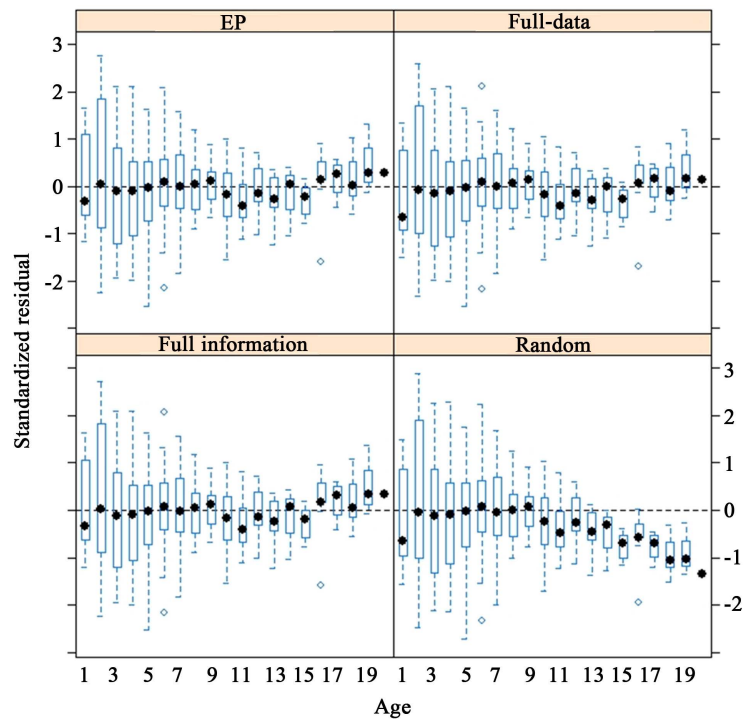 EP Full-data
3
2
1
0
-1
-2
Standardized residual
Full information Random
3
2
1
0
-1
-2
1 3 5 7 9 11 13 15 17 19 1 3 5 7 9 11 13 15 17 19
Age